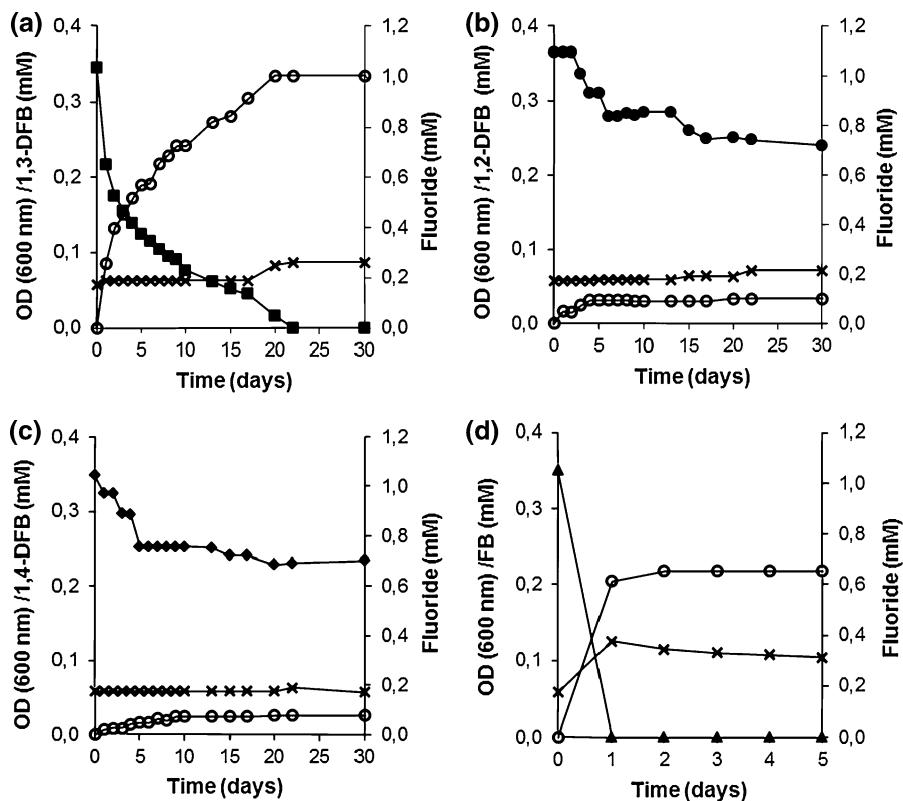 (a)
OD (600 nm) /1,3-DFB (mM)
0,4
0,3
0,2
0,1
0,0
1,2
1,0
0,8
0,6
0,4
0,2
0,0
Fluoride (mM)
0 5 10 15 20 25 30
Time (days)
(b)
OD (600 nm) /1,2-DFB (mM)
0,4
0,3
0,2
0,1
0,0
1,2
1,0
0,8
0,6
0,4
0,2
0,0
Fluoride (mM)
0 5 10 15 20 25 30
Time (days)
(c)
OD (600 nm) /1,4-DFB (mM)
0,4
0,3
0,2
0,1
0,0
1,2
1,0
0,8
0,6
0,4
0,2
0,0
Fluoride (mM)
0 5 10 15 20 25 30
Time (days)
(d)
OD (600 nm) /FB (mM)
0,4
0,3
0,2
0,1
0,0
1,2
1,0
0,8
0,6
0,4
0,2
0,0
Fluoride (mM)
0 1 2 3 4 5
Time (days)